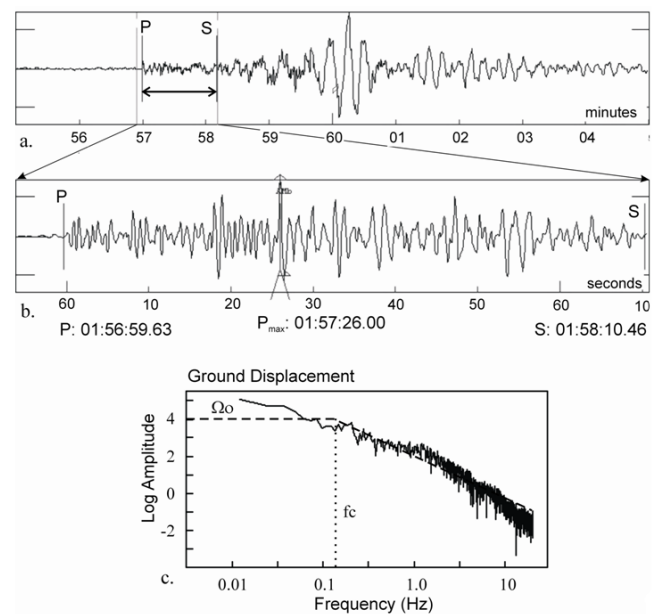 P S
minutes
56 57 58 59 60 01 02 03 04
a.
P S
seconds
60 10 20 30 40 50 60 10
b.
P: 01:56:59.63 Pmax: 01:57:26.00 S: 01:58:10.46
Ground Displacement
Ωo
4
2
0
-2
Log Amplitude
fc
c.
0.01 0.1 1.0 10
Frequency (Hz)